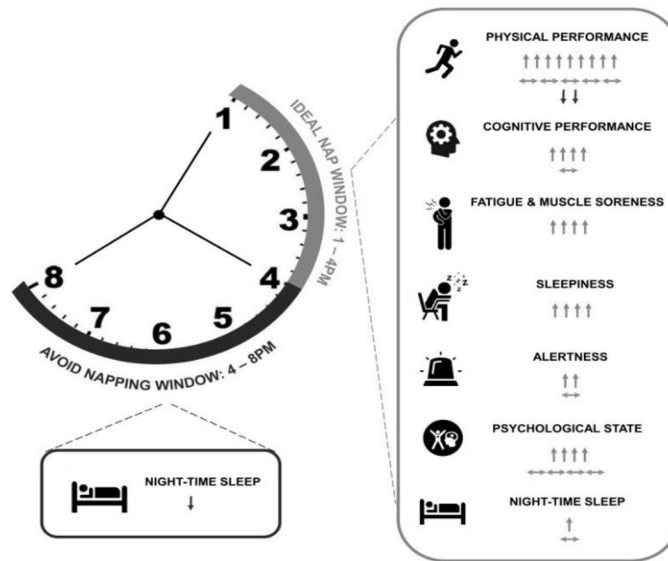 1
2
3
4
5
6
7
8
IDEAL NAP WINDOW: 1 – 4PM
AVOID NAPPING WINDOW: 4 – 8PM
NIGHT-TIME SLEEP
↓
PHYSICAL PERFORMANCE
↑↑↑↑↑↑↑↑↑
↔↔↔↔↔
↓↓
COGNITIVE PERFORMANCE
↑↑↑↑
↔
FATIGUE & MUSCLE SORENESS
↑↑↑↑
z z z z z
SLEEPINESS
↑↑↑↑
ALERTNESS
↑↑
↔
PSYCHOLOGICAL STATE
↑↑↑↑
↔↔↔↔↔↔
NIGHT-TIME SLEEP
↑
↔